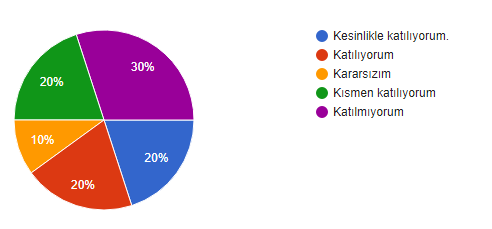 Kesinlikle katılıyorum.
Katılıyorum
Kararsızım
Kısmen katılıyorum
Katılmıyorum
30%
20%
10%
20%
20%